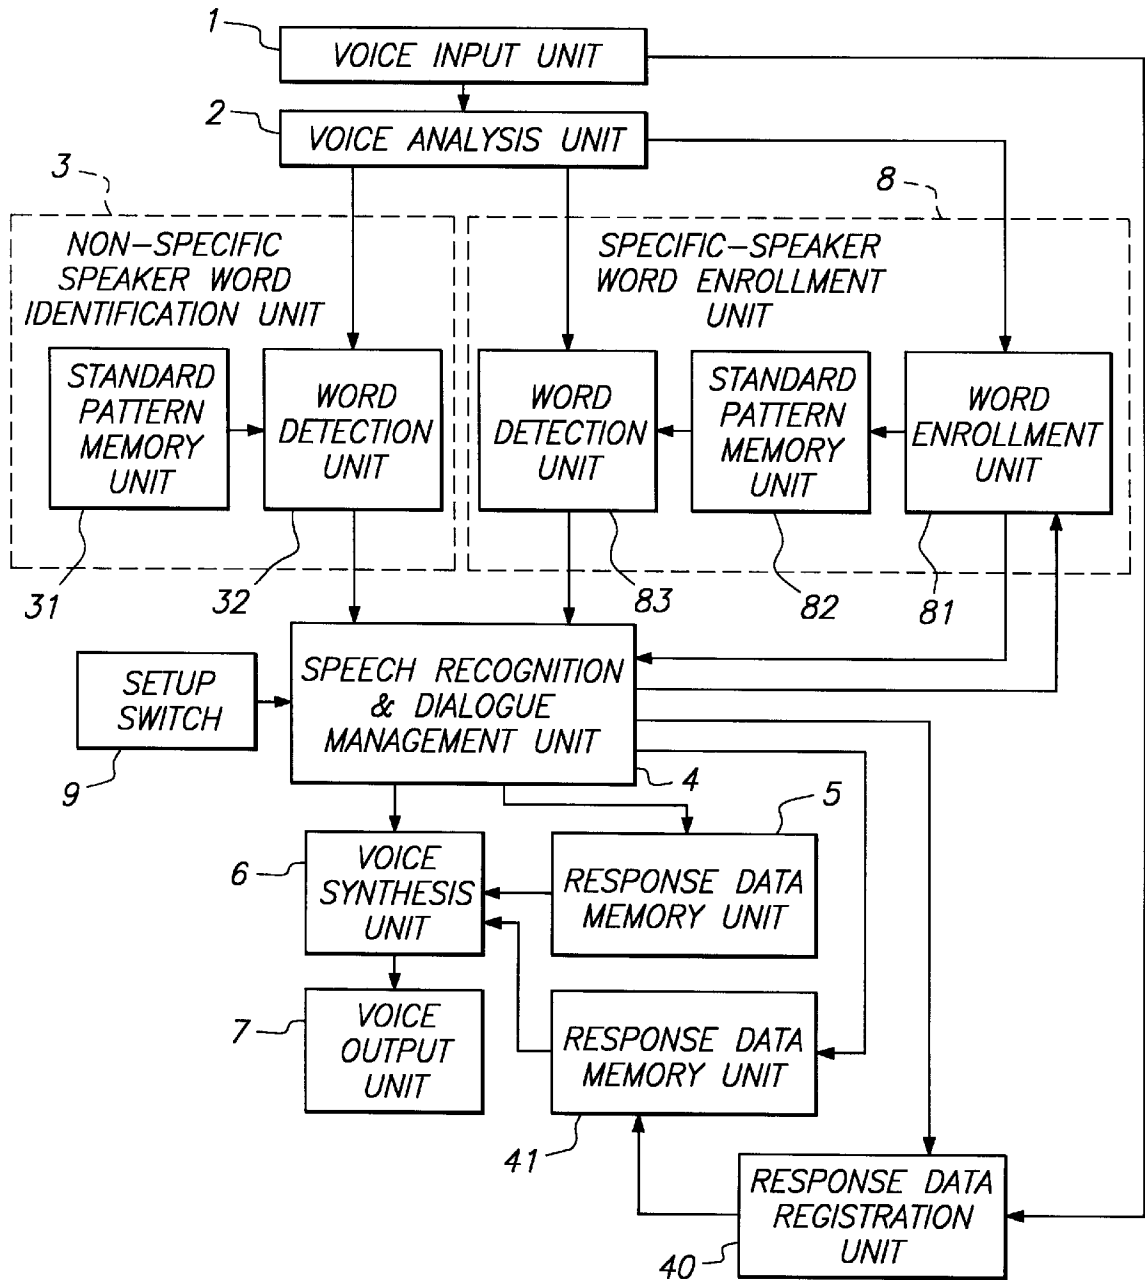 1
VOICE INPUT UNIT
2
VOICE ANALYSIS UNIT
3
8
NON-SPECIFIC
SPEAKER WORD
IDENTIFICATION UNIT
SPECIFIC-SPEAKER
WORD ENROLLMENT
UNIT
STANDARD
PATTERN
MEMORY
UNIT
WORD
DETECTION
UNIT
WORD
DETECTION
UNIT
STANDARD
PATTERN
MEMORY
UNIT
WORD
ENROLLMENT
UNIT
31
32
83
82
81
SETUP
SWITCH
9
SPEECH RECOGNITION
& DIALOGUE
MANAGEMENT UNIT
4
5
6
VOICE
SYNTHESIS
UNIT
RESPONSE DATA
MEMORY UNIT
7
VOICE
OUTPUT
UNIT
RESPONSE DATA
MEMORY UNIT
41
RESPONSE DATA
REGISTRATION
UNIT
40